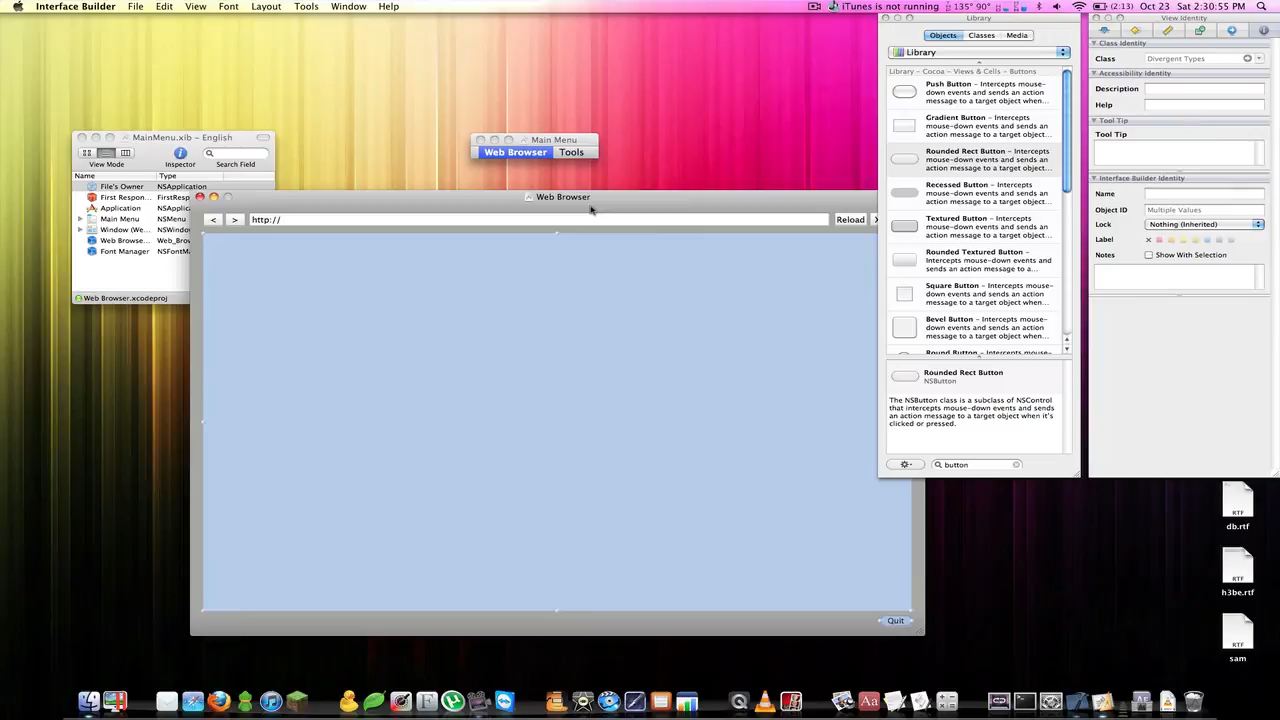 Interface Builder File Edit View Font Layout Tools Window Help
iTunes is not running 135° 90° (2:13) Oct 23 Sat 2:30:55 PM
MainMenu.xib – English
View Mode Inspector Search Field
Name Type
File's Owner NSApplication
First Respon... FirstRespo
Application NSApplic
Main Menu NSMenu
Window (We... NSWindo
Web Browse... Web_Brow
Font Manager NSFontM
Web Browser.xcodeproj
Main Menu
Web Browser Tools
Web Browser
< > http:// Reload
Quit
Library
Objects Classes Media
Library
Library – Cocoa – Views & Cells – Buttons
Push Button – Intercepts mouse-
down events and sends an action
message to a target object when...
Gradient Button – Intercepts
mouse-down events and sends an
action message to a target object...
Rounded Rect Button – Intercepts
mouse-down events and sends an
action message to a target object...
Recessed Button – Intercepts
mouse-down events and sends an
action message to a target object...
Textured Button – Intercepts
mouse-down events and sends an
action message to a target object...
Rounded Textured Button –
Intercepts mouse-down events and
sends an action message to a...
Square Button – Intercepts mouse-
down events and sends an action
message to a target object when...
Bevel Button – Intercepts mouse-
down events and sends an action
message to a target object when...
Round Button – Intercepts mouse-
Rounded Rect Button
NSButton
The NSButton class is a subclass of NSControl
that intercepts mouse-down events and sends
an action message to a target object when it's
clicked or pressed.
button
View Identity
Class Identity
Class Divergent Types
Accessibility Identity
Description
Help
Tool Tip
Tool Tip
Interface Builder Identity
Name
Object ID Multiple Values
Lock Nothing (Inherited)
Label ×
Notes Show With Selection
RTF
db.rtf
RTF
h3be.rtf
RTF
sam